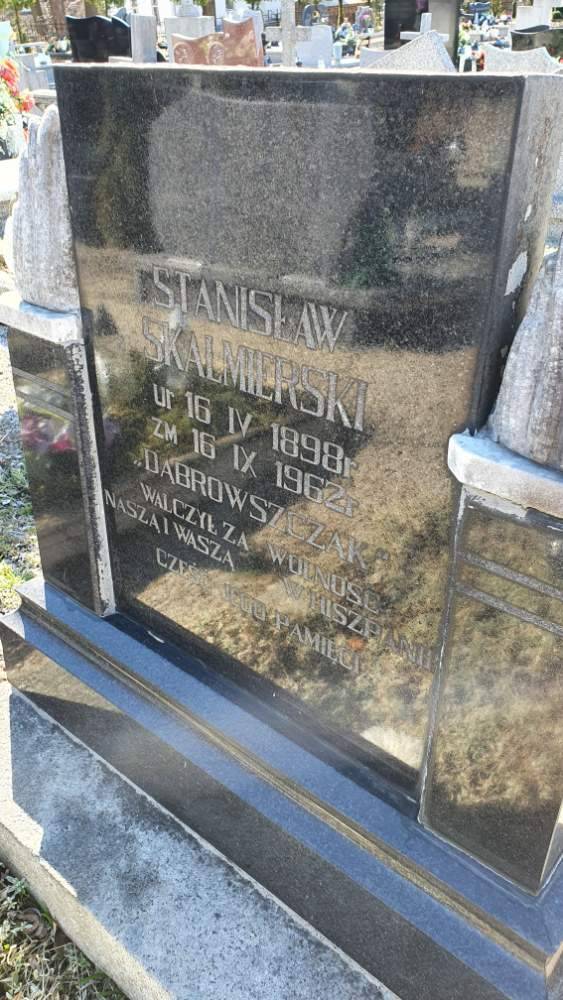 STANISŁAW
SKALMIERSKI
ur 16 IV 1898r
zm 16 IX 1962r
„DĄBROWSZCZAK”
WALCZYŁ ZA WOLNOŚĆ
NASZĄ I WASZĄ W HISZPANII
CZEŚĆ JEGO PAMIĘCI